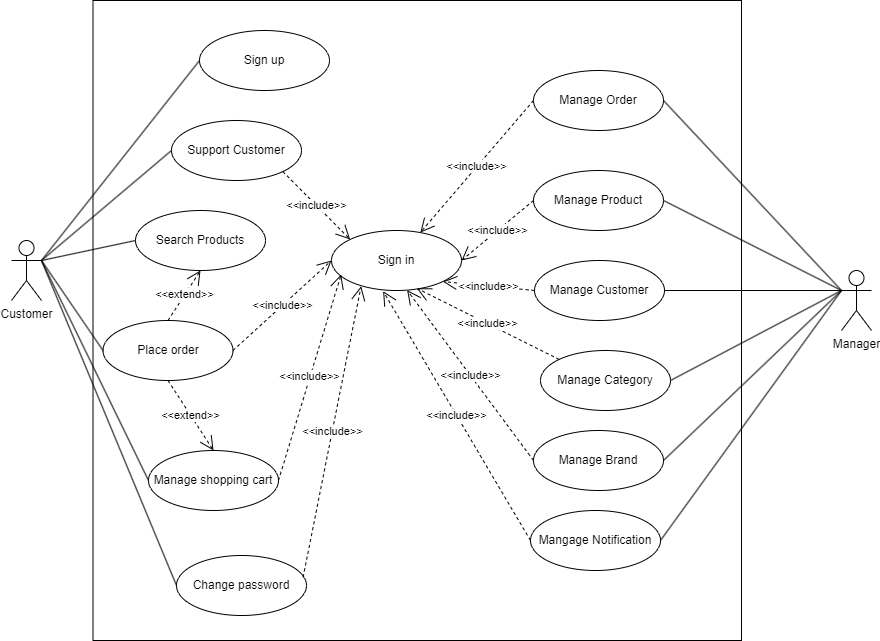 Sign up
Manage Order
Support Customer
<<include>>
Manage Product
<<include>>
<<include>>
Search Products
Sign in
Customer
<<extend>>
<<include>>
<<include>>
Manage Customer
<<include>>
Manager
Place order
<<include>>
<<include>>
Manage Category
<<extend>>
<<include>>
<<include>>
Manage Brand
Manage shopping cart
Mangage Notification
Change password